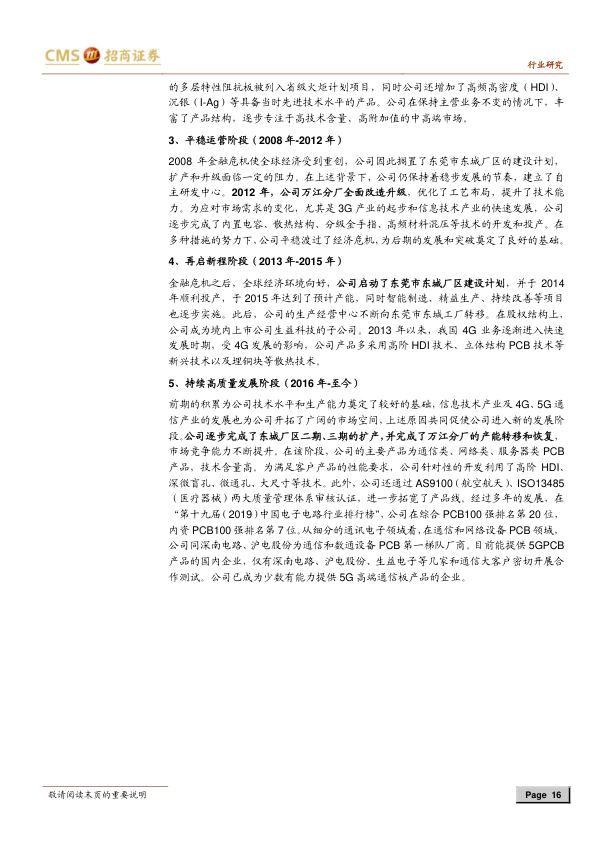 CMS 招商证券
行业研究
的多层特性阻抗板被列入省级火炬计划项目，同时公司还增加了高频高密度（HDI）、
沉银（I-Ag）等具备当时先进技术水平的产品。公司在保持主营业务不变的情况下，丰
富了产品结构，逐步专注于高技术含量、高附加值的中高端市场。
3、平稳运营阶段（2008 年-2012 年）
2008 年金融危机使全球经济受到重创，公司因此搁置了东莞市东城厂区的建设计划，
扩产和升级面临一定的阻力。在上述背景下，公司仍保持着稳步发展的节奏，建立了自
主研发中心。2012 年，公司万江分厂全面改造升级，优化了工艺布局，提升了技术能
力。为应对市场需求的变化，尤其是 3G 产业的起步和信息技术产业的快速发展，公司
逐步完成了内置电容、散热结构、分级金手指、高频材料混压等技术的开发和投产。在
多种措施的努力下，公司平稳渡过了经济危机，为后期的发展和突破奠定了良好的基础。
4、再启新程阶段（2013 年-2015 年）
金融危机之后，全球经济环境向好，公司启动了东莞市东城厂区建设计划，并于 2014
年顺利投产，于 2015 年达到了预计产能，同时智能制造、精益生产、持续改善等项目
也逐步实施。此后，公司的生产经营中心不断向东莞市东城工厂转移。在股权结构上，
公司成为境内上市公司生益科技的子公司。2013 年以来，我国 4G 业务逐渐进入快速
发展时期，受 4G 发展的影响，公司产品多采用高阶 HDI 技术、立体结构 PCB 技术等
新兴技术以及埋铜块等散热技术。
5、持续高质量发展阶段（2016 年-至今）
前期的积累为公司技术水平和生产能力奠定了较好的基础，信息技术产业及 4G、5G 通
信产业的发展也为公司开拓了广阔的市场空间，上述原因共同促使公司进入新的发展阶
段。公司逐步完成了东城厂区二期、三期的扩产，并完成了万江分厂的产能转移和恢复，
市场竞争能力不断提升。在该阶段，公司的主要产品为通信类、网络类、服务器类 PCB
产品，技术含量高。为满足客户产品的性能要求，公司针对性的开发利用了高阶 HDI、
深微盲孔、微通孔、大尺寸等技术。此外，公司还通过 AS9100（航空航天）、ISO13485
（医疗器械）两大质量管理体系审核认证，进一步拓宽了产品线。经过多年的发展，在
“第十九届（2019）中国电子电路行业排行榜”，公司在综合 PCB100 强排名第 20 位，
内资 PCB100 强排名第 7 位。从细分的通讯电子领域看，在通信和网络设备 PCB 领域，
公司同深南电路、沪电股份为通信和数通设备 PCB 第一梯队厂商。目前能提供 5GPCB
产品的国内企业，仅有深南电路、沪电股份、生益电子等几家和通信大客户密切开展合
作测试。公司已成为少数有能力提供 5G 高端通信板产品的企业。
敬请阅读末页的重要说明
Page 16